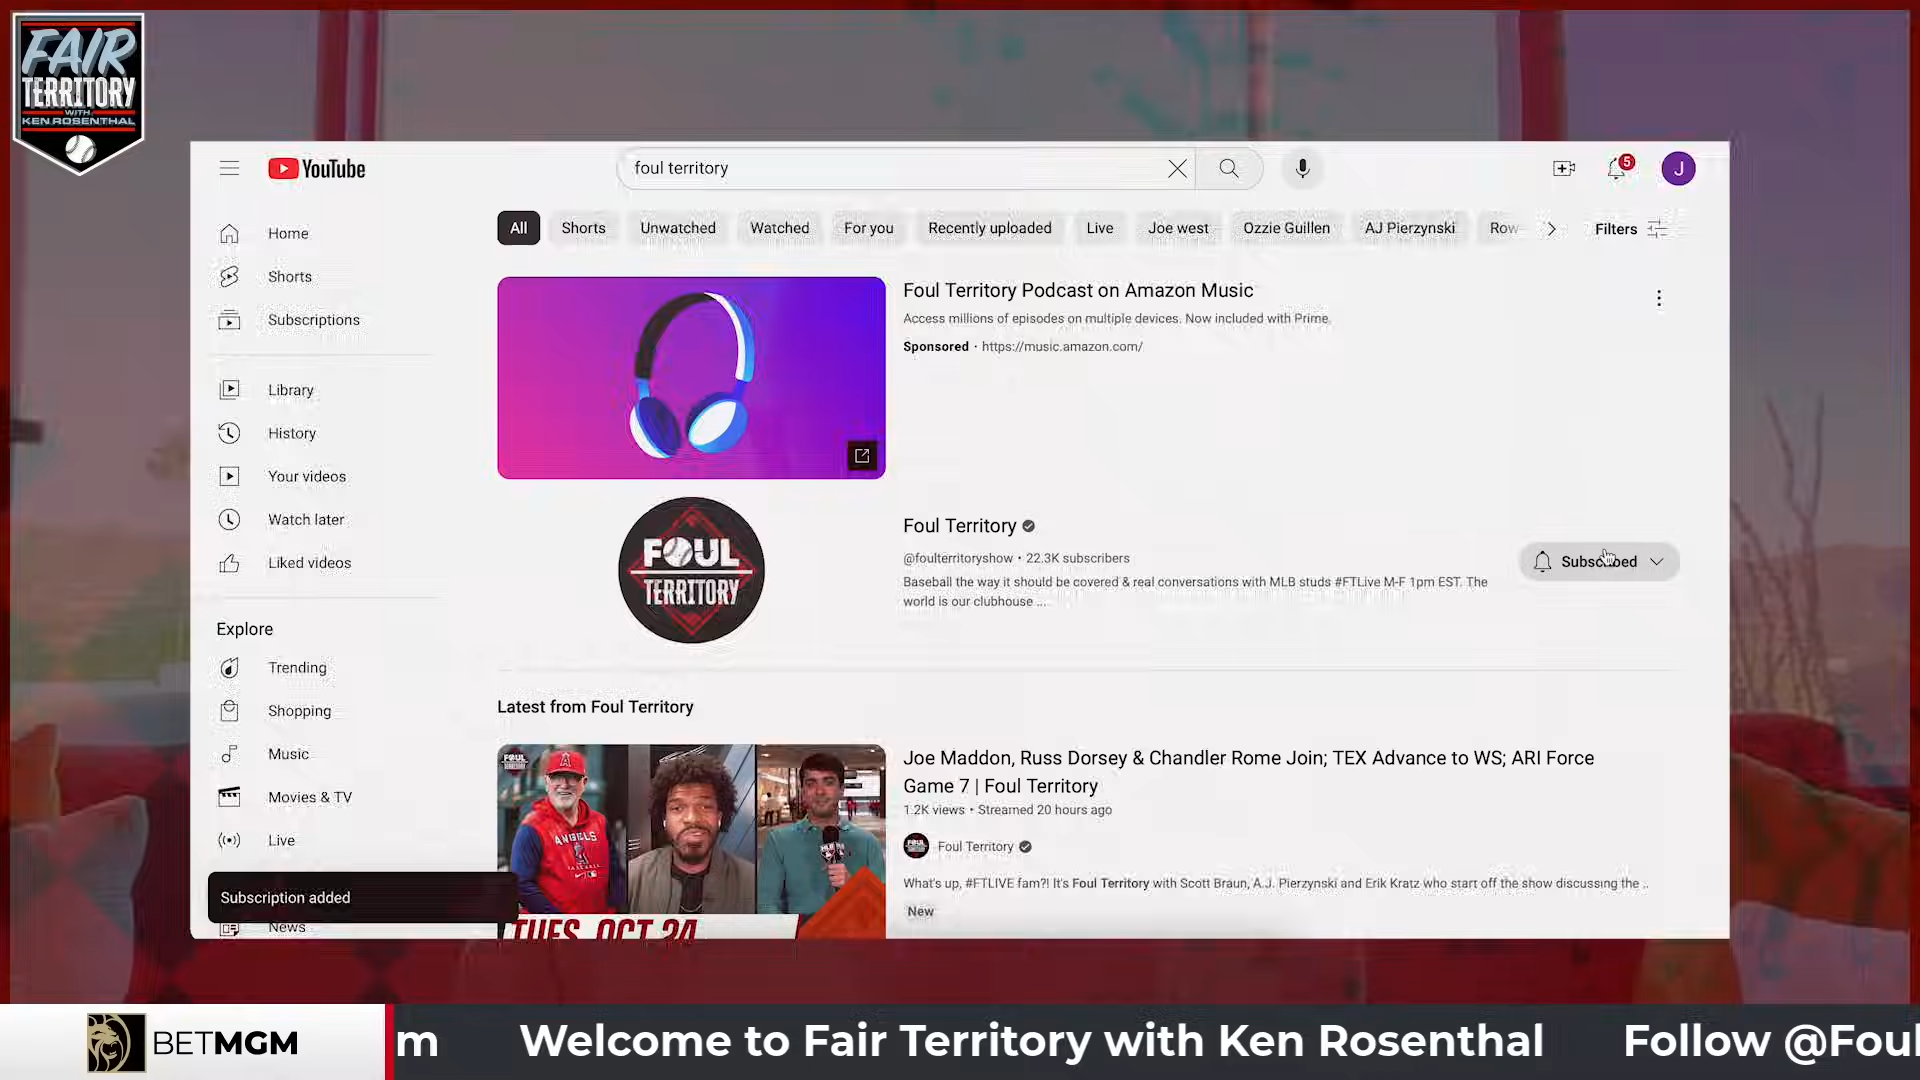 FAIR
TERRITORY
WITH
KEN ROSENTHAL
YouTube
foul territory
5
J
All
Shorts
Unwatched
Watched
For you
Recently uploaded
Live
Joe west
Ozzie Guillen
AJ Pierzynski
Row
Filters
Home
Shorts
Subscriptions
Library
History
Your videos
Watch later
Liked videos
Explore
Trending
Shopping
Music
Movies & TV
Live
News
Subscription added
Foul Territory Podcast on Amazon Music
Access millions of episodes on multiple devices. Now included with Prime.
Sponsored · https://music.amazon.com/
FOUL
TERRITORY
Foul Territory
@foulterritoryshow • 22.3K subscribers
Baseball the way it should be covered & real conversations with MLB studs #FTLive M-F 1pm EST. The
world is our clubhouse ...
Subscribed
Latest from Foul Territory
FOUL
ANGELS
TUES, OCT 24
Joe Maddon, Russ Dorsey & Chandler Rome Join; TEX Advance to WS; ARI Force
Game 7 | Foul Territory
1.2K views • Streamed 20 hours ago
Foul Territory
What's up, #FTLIVE fam?! It's Foul Territory with Scott Braun, A.J. Pierzynski and Erik Kratz who start off the show discussing the ..
New
BETMGM
m Welcome to Fair Territory with Ken Rosenthal Follow @Foul